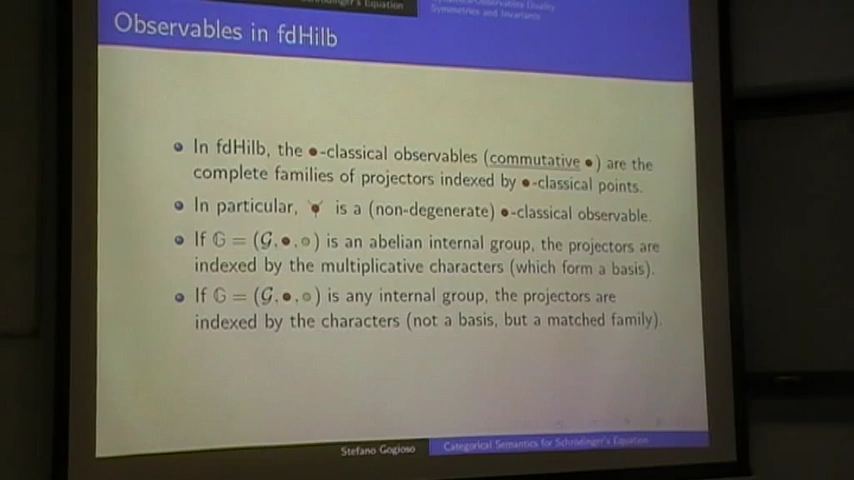 Schrödinger's Equation
Dynamics-Observability Duality
Symmetries and Invariants
Observables in fdHilb
In fdHilb, the ●-classical observables (commutative ●) are the
complete families of projectors indexed by ●-classical points.
In particular, is a (non-degenerate) ●-classical observable.
If 𝔾 = (𝒢,●,●) is an abelian internal group, the projectors are
indexed by the multiplicative characters (which form a basis).
If 𝔾 = (𝒢,●,●) is any internal group, the projectors are
indexed by the characters (not a basis, but a matched family).
Stefano Gogioso
Categorical Semantics for Schrödinger's Equation